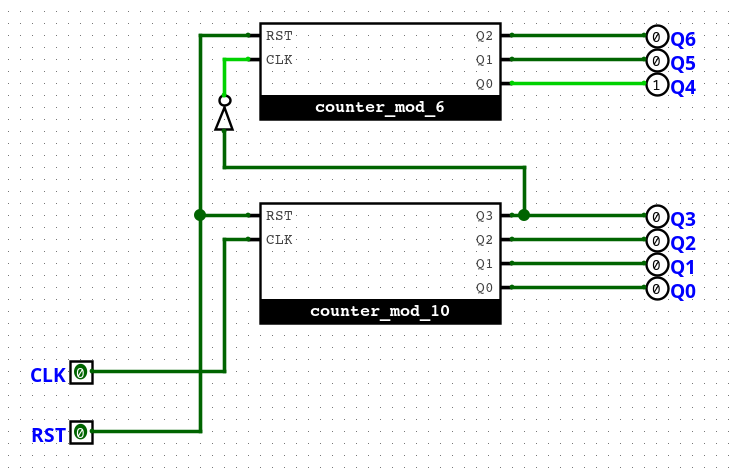 RST Q2 0 Q6
CLK Q1 0 Q5
Q0 1 Q4
counter_mod_6
RST Q3 0 Q3
CLK Q2 0 Q2
Q1 0 Q1
Q0 0 Q0
counter_mod_10
CLK 0
RST 0